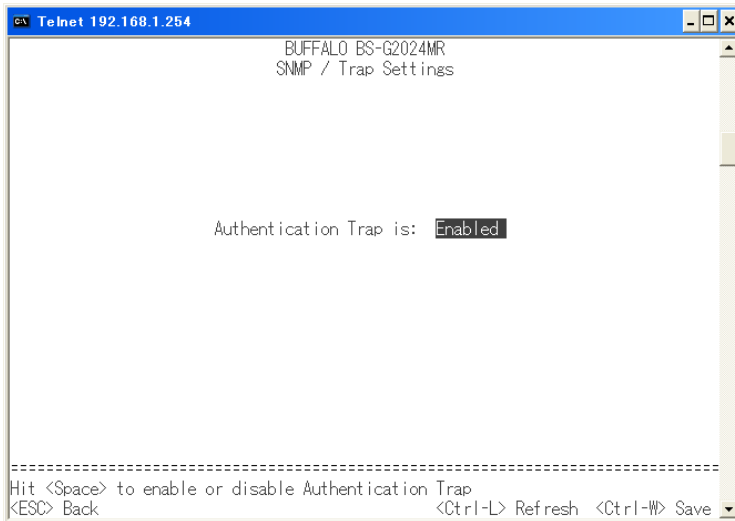 Telnet 192.168.1.254
BUFFALO BS-G2024MR
SNMP / Trap Settings
Authentication Trap is: Enabled
================================================================================
Hit <Space> to enable or disable Authentication Trap
<ESC> Back <Ctrl-L> Refresh <Ctrl-W> Save